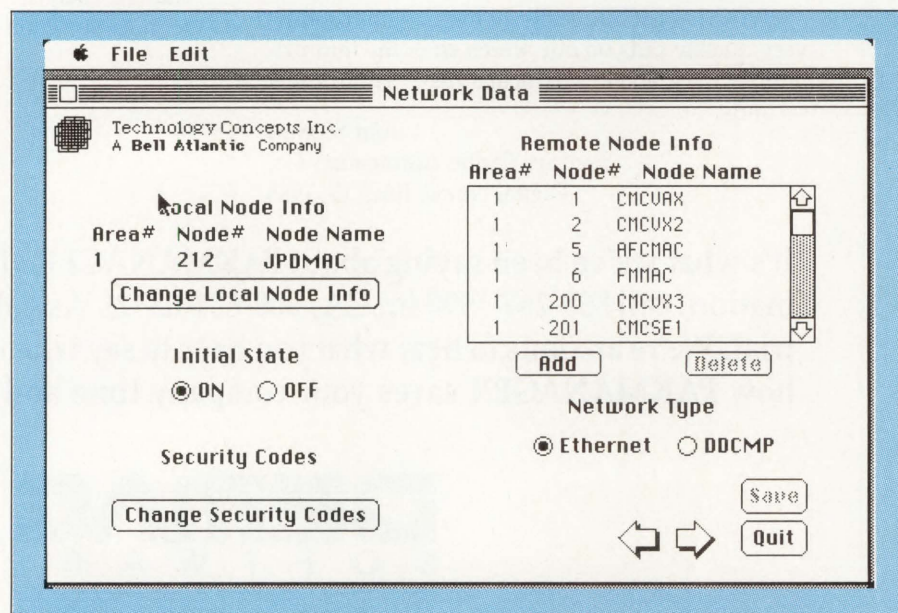 File Edit
Network Data
Technology Concepts Inc.
A Bell Atlantic Company
Local Node Info
Area# Node# Node Name
1 212 JPDMAC
Change Local Node Info
Initial State
ON OFF
Security Codes
Change Security Codes
Remote Node Info
Area# Node# Node Name
1 1 CMCVAX
1 2 CMCVX2
1 5 AFCMAC
1 7 FMMAC
1 200 CMCVX3
1 201 CMCSE1
Add Delete
Network Type
Ethernet DDCMP
Save
Quit